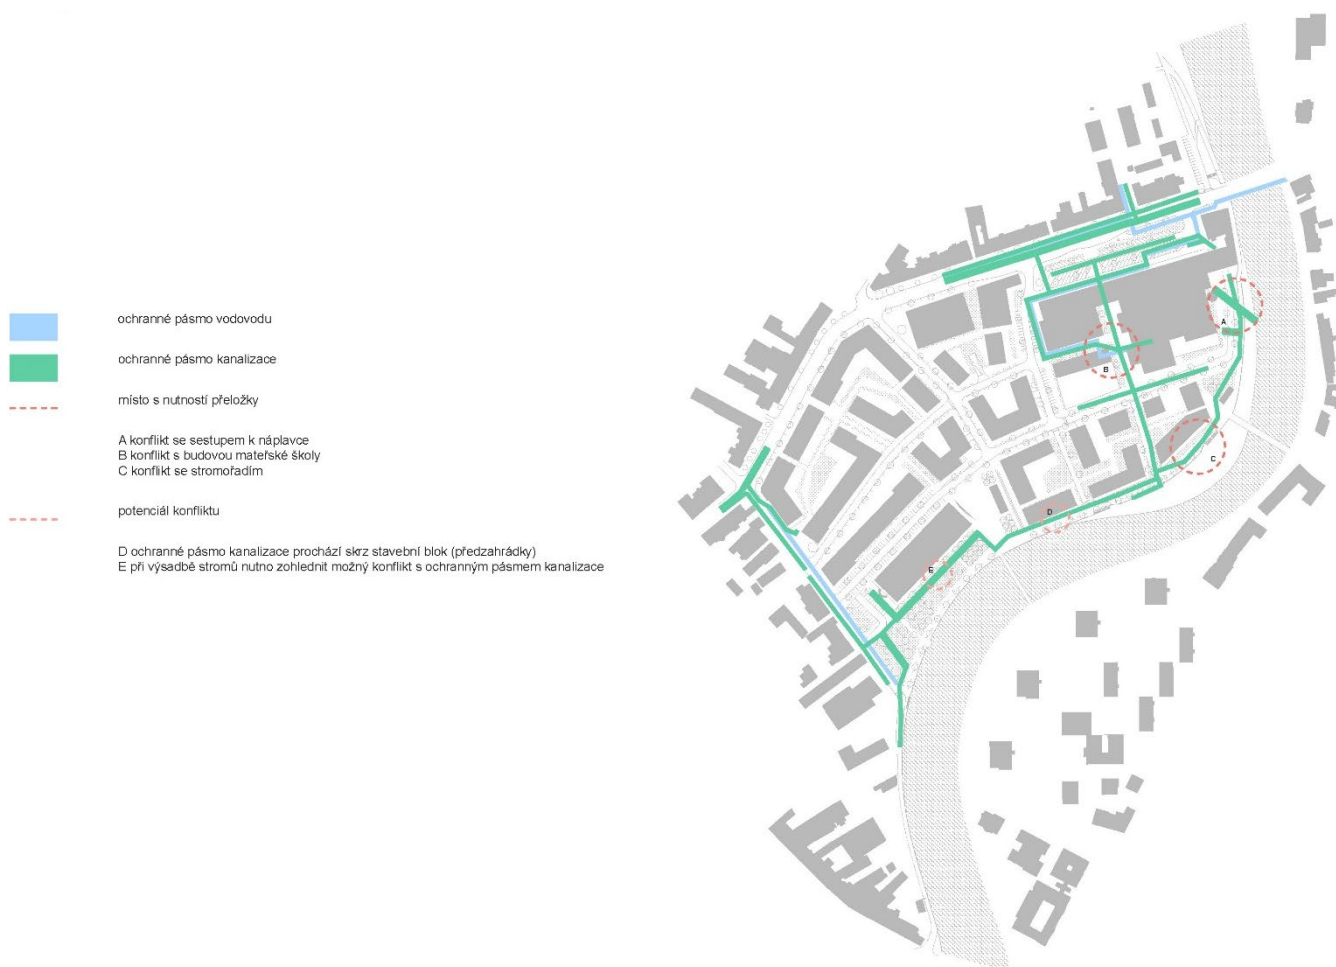 ochranné pásmo vodovodu
ochranné pásmo kanalizace
místo s nutností přeložky
A konflikt se sestupem k náplavce
B konflikt s budovou mateřské školy
C konflikt se stromořadím
potenciál konfliktu
D ochranné pásmo kanalizace prochází skrz stavební blok (předzahrádky)
E při výsadbě stromů nutno zohlednit možný konflikt s ochranným pásmem kanalizace
A
B
C
D
E